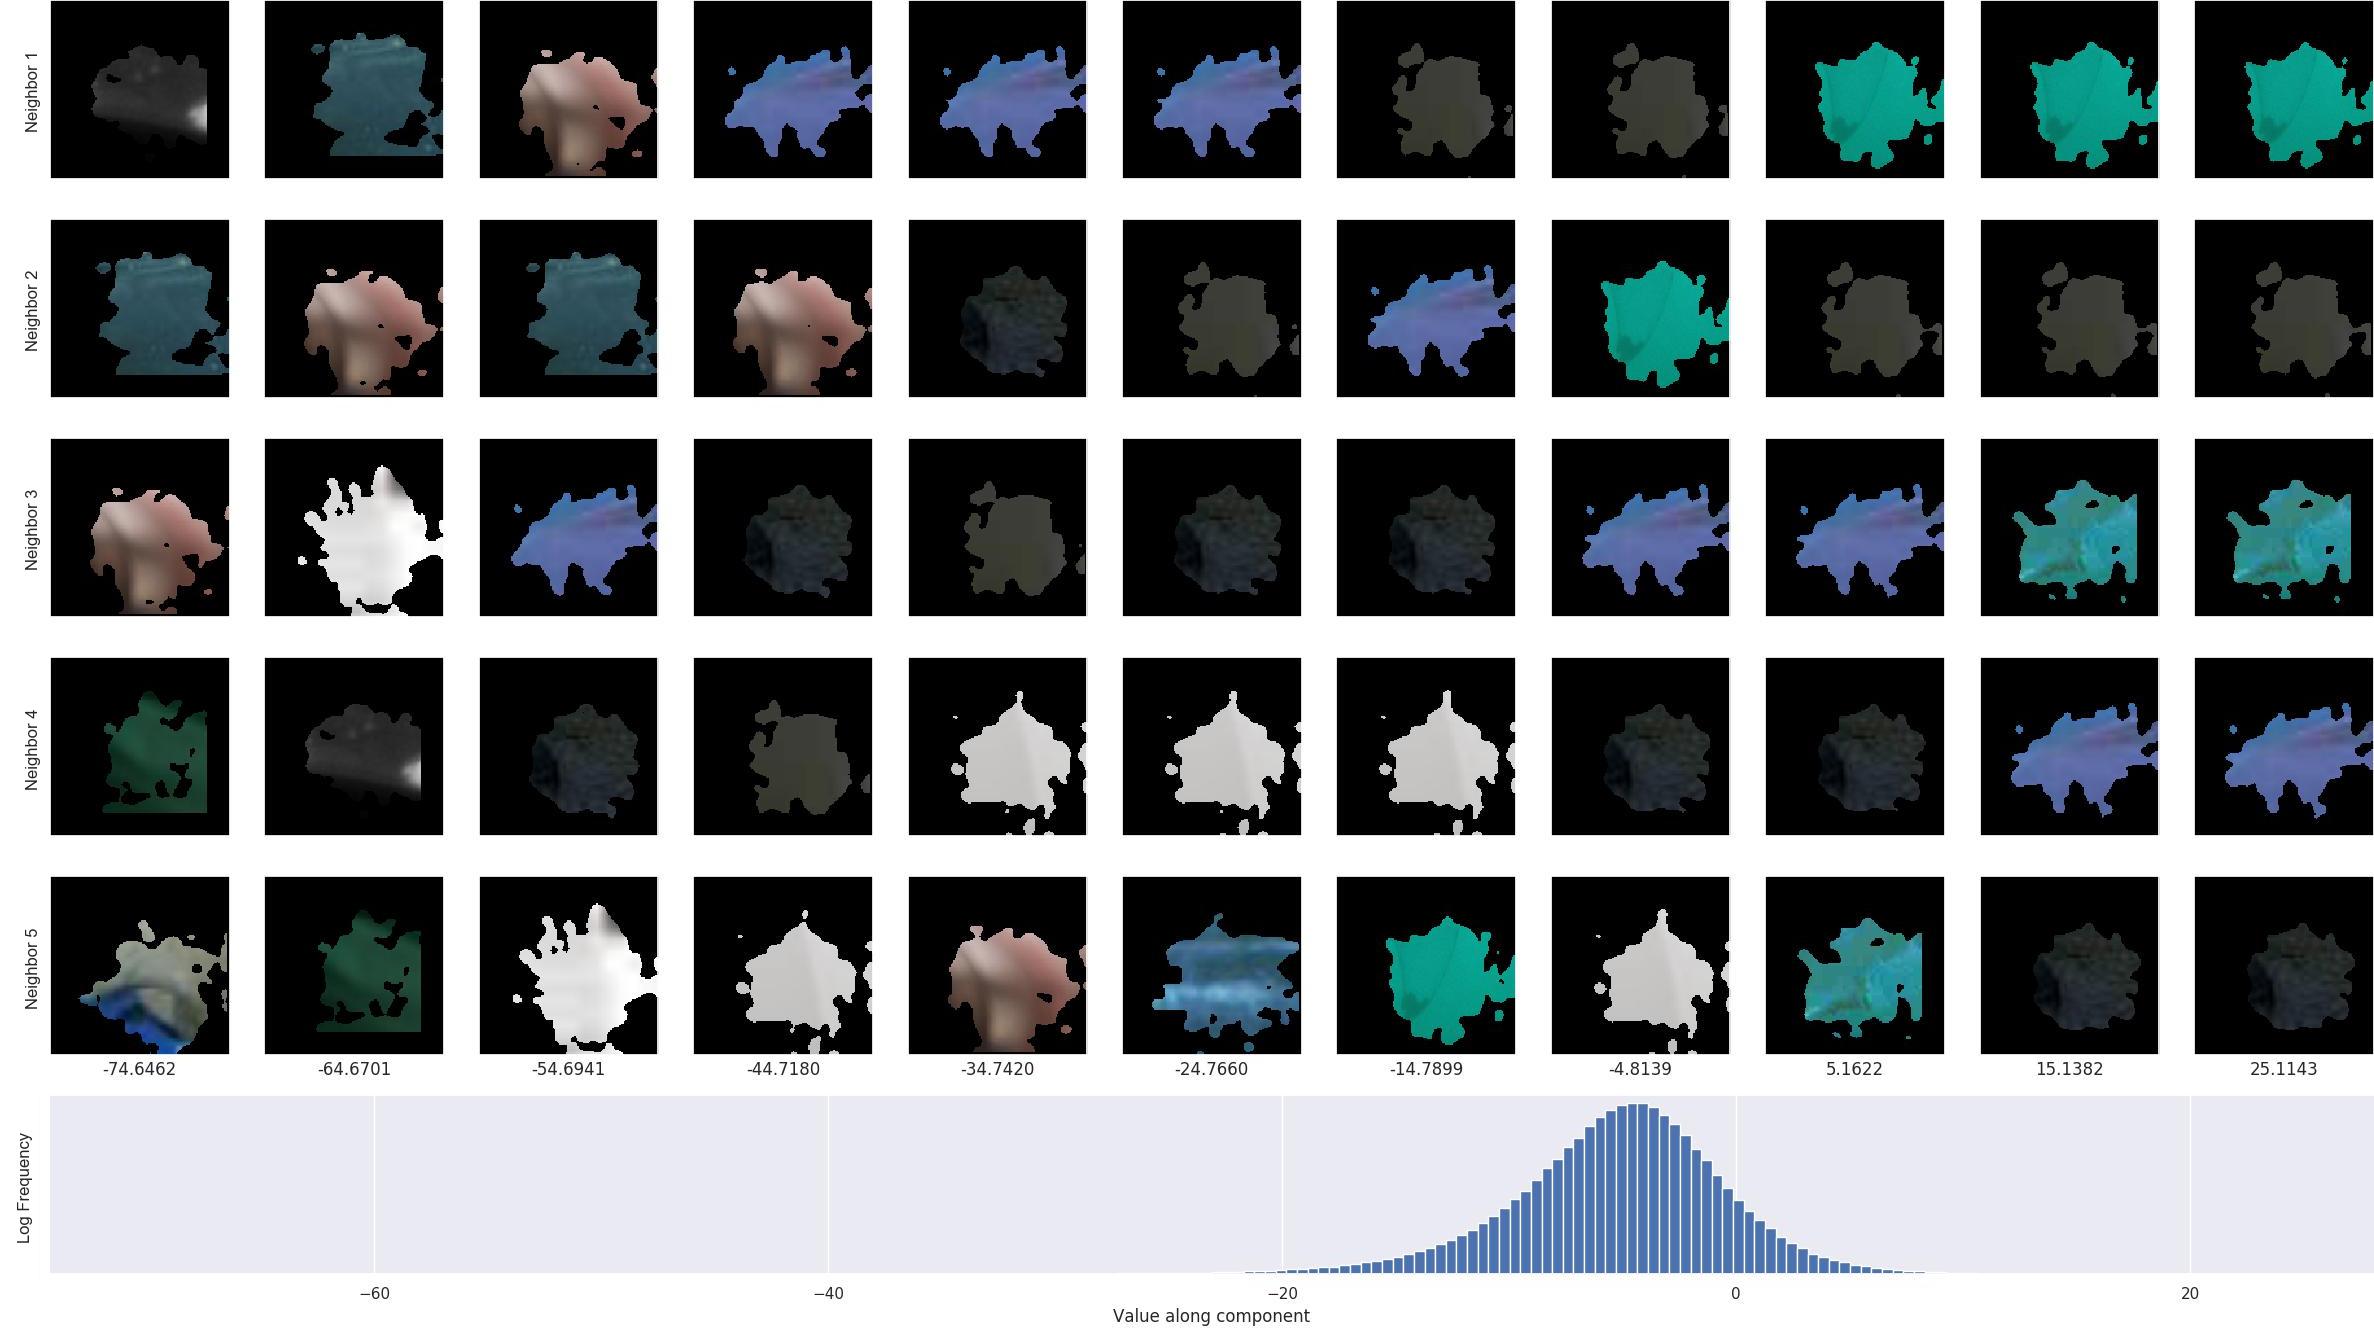 Neighbor 1
Neighbor 2
Neighbor 3
Neighbor 4
Neighbor 5
-74.6462 -64.6701 -54.6941 -44.7180 -34.7420 -24.7660 -14.7899 -4.8139 5.1622 15.1382 25.1143
Log Frequency
−60 −40 −20 0 20
Value along component